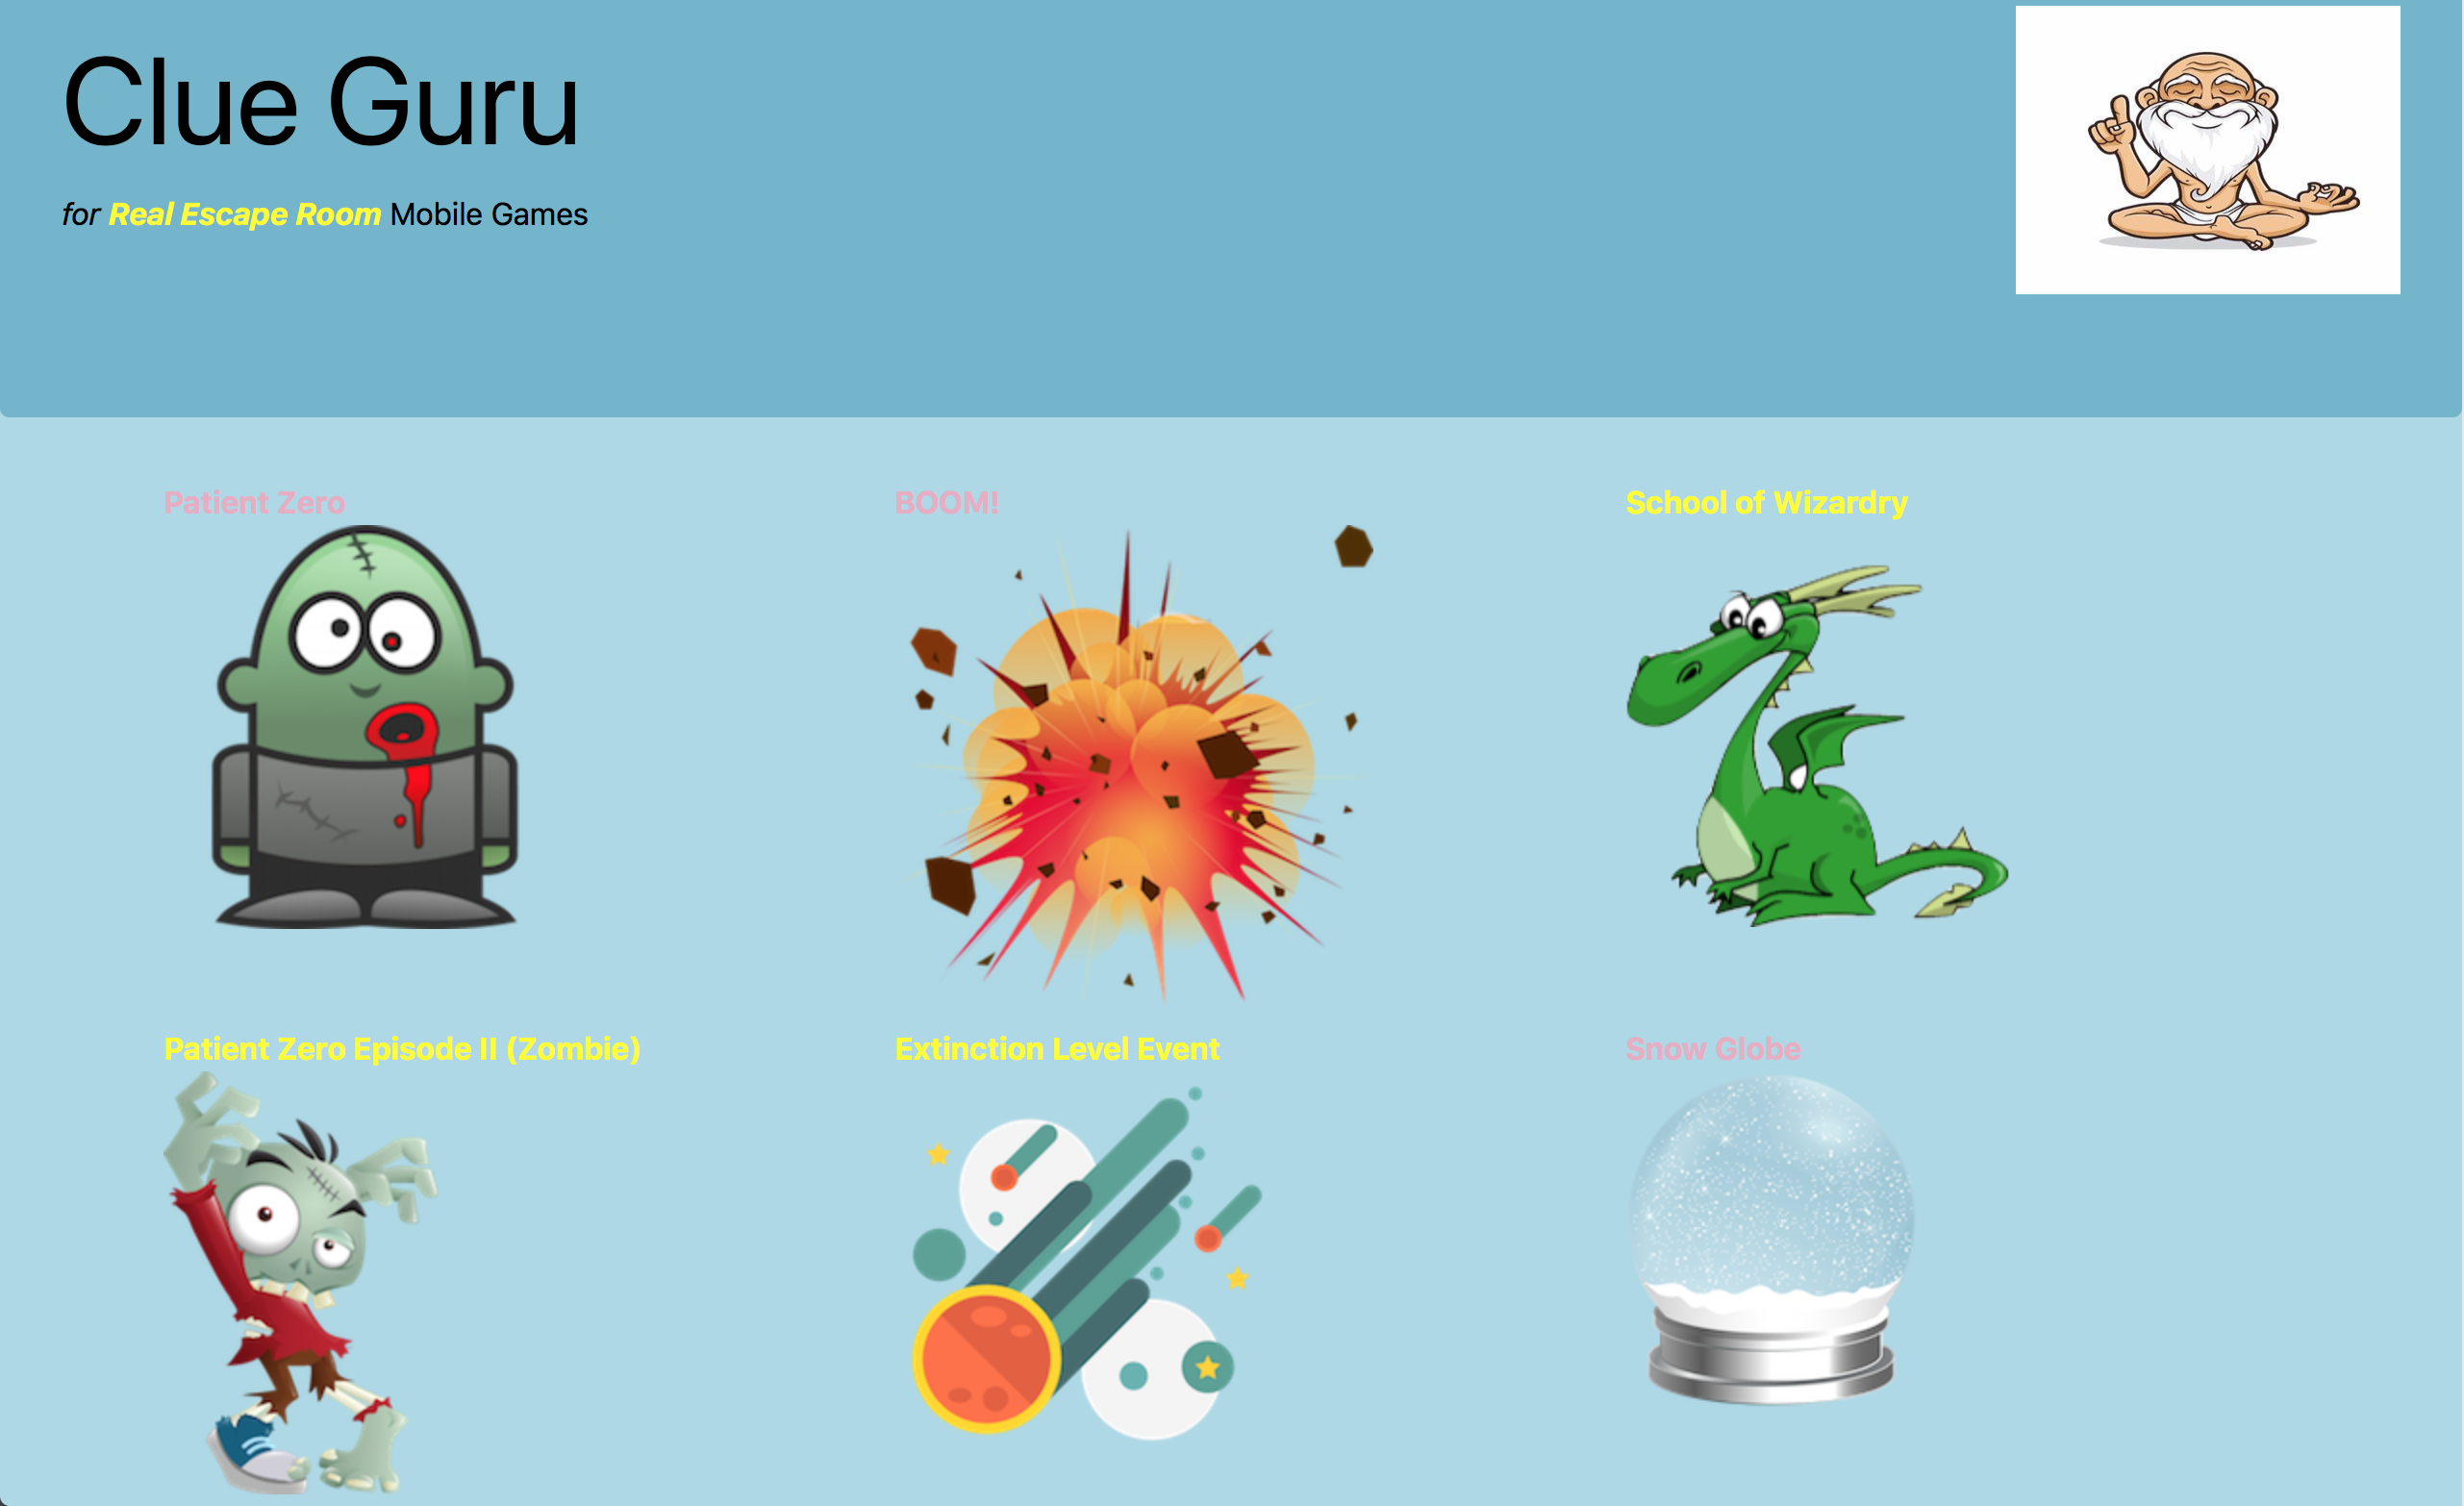 Clue Guru
for Real Escape Room Mobile Games
Patient Zero
BOOM!
School of Wizardry
Patient Zero Episode II (Zombie)
Extinction Level Event
Snow Globe